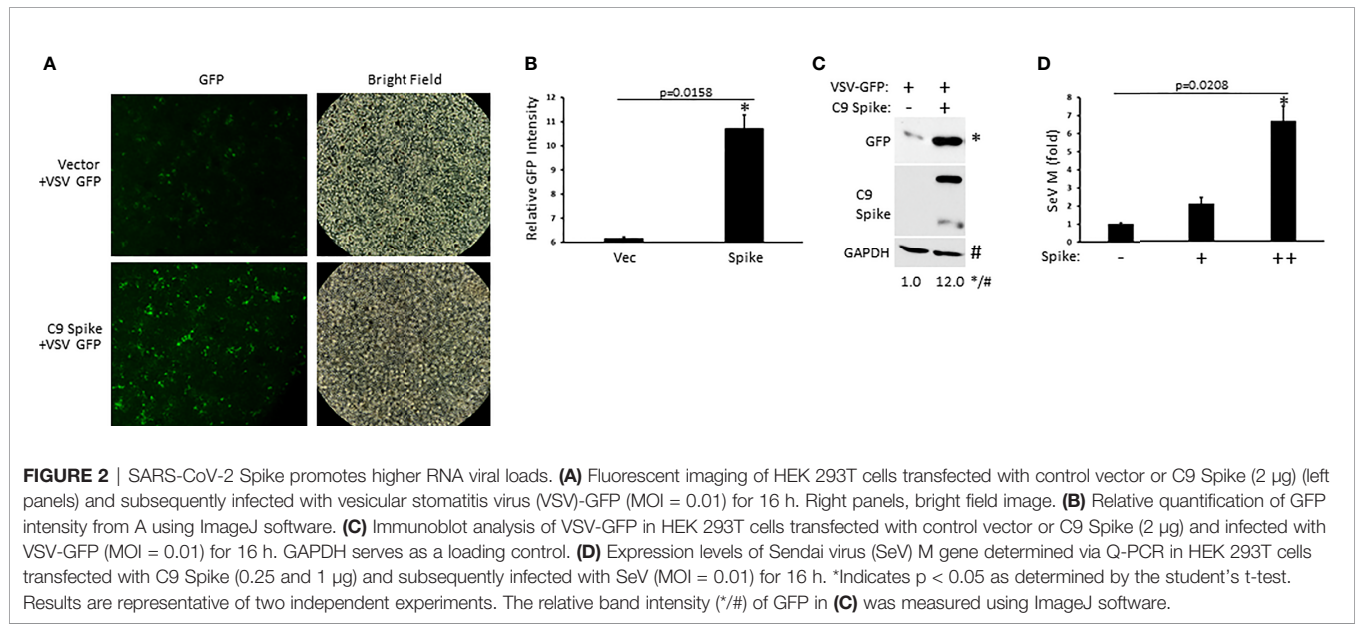 A
GFP
Bright Field
Vector
+VSV GFP
C9 Spike
+VSV GFP
B
p=0.0158
*
Relative GFP Intensity
12
11
10
9
8
7
6
Vec
Spike
C
VSV-GFP: + +
C9 Spike: - +
GFP
*
C9
Spike
GAPDH
#
1.0 12.0 */#
D
p=0.0208
*
SeV M (fold)
8
7
6
5
4
3
2
1
0
Spike: - + ++
FIGURE 2 | SARS-CoV-2 Spike promotes higher RNA viral loads. (A) Fluorescent imaging of HEK 293T cells transfected with control vector or C9 Spike (2 µg) (left
panels) and subsequently infected with vesicular stomatitis virus (VSV)-GFP (MOI = 0.01) for 16 h. Right panels, bright field image. (B) Relative quantification of GFP
intensity from A using ImageJ software. (C) Immunoblot analysis of VSV-GFP in HEK 293T cells transfected with control vector or C9 Spike (2 µg) and infected with
VSV-GFP (MOI = 0.01) for 16 h. GAPDH serves as a loading control. (D) Expression levels of Sendai virus (SeV) M gene determined via Q-PCR in HEK 293T cells
transfected with C9 Spike (0.25 and 1 µg) and subsequently infected with SeV (MOI = 0.01) for 16 h. *Indicates p < 0.05 as determined by the student's t-test.
Results are representative of two independent experiments. The relative band intensity (*/#) of GFP in (C) was measured using ImageJ software.